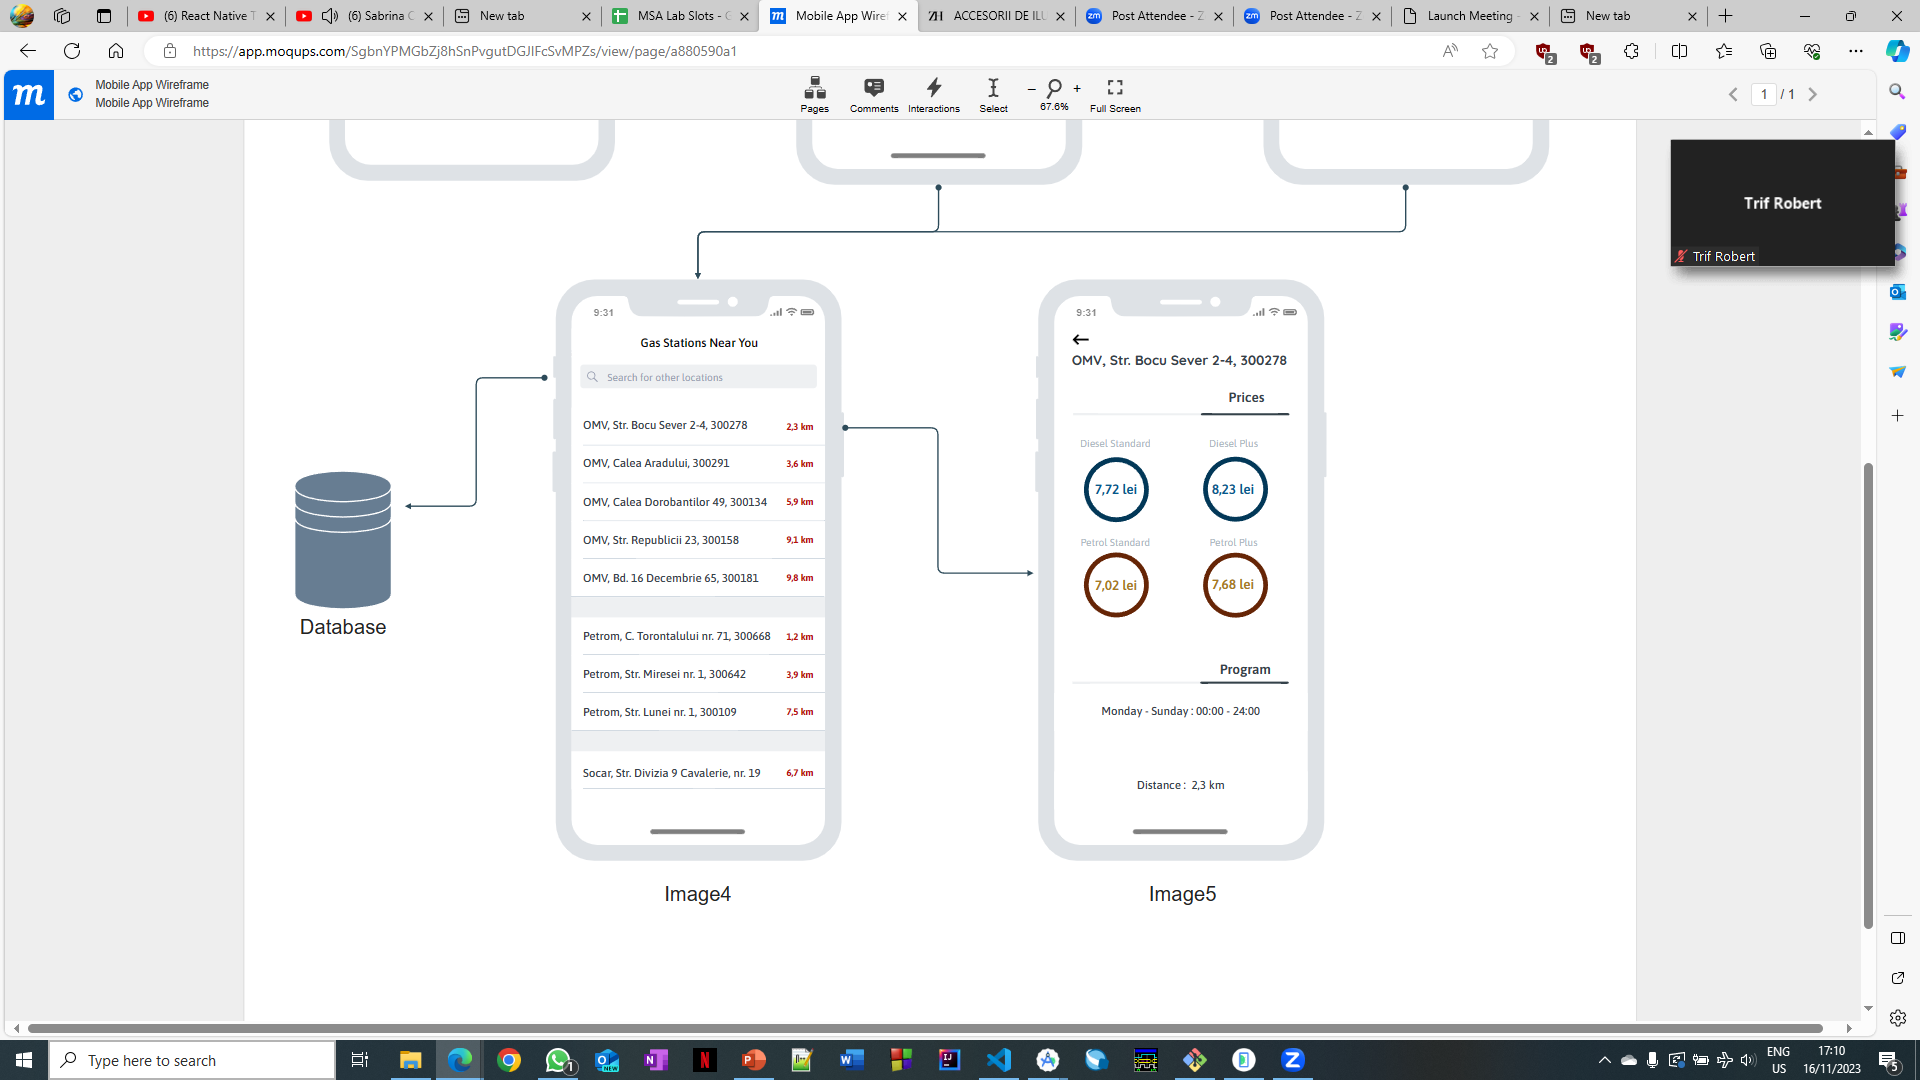 (6) React Native T
(6) Sabrina C
New tab
MSA Lab Slots - G
Mobile App Wiref
ACCESORII DE ILU
Post Attendee - Z
Post Attendee - Z
Launch Meeting -
New tab
https://app.moqups.com/SgbnYPMGbZj8hSnPvgutDGJIFcSvMPZs/view/page/a880590a1
2
2
m
Mobile App Wireframe
Mobile App Wireframe
Pages
Comments
Interactions
Select
67.6%
Full Screen
1 / 1
Trif Robert
Trif Robert
9:31
Gas Stations Near You
Search for other locations
OMV, Str. Bocu Sever 2-4, 300278 2,3 km
OMV, Calea Aradului, 300291 3,6 km
OMV, Calea Dorobantilor 49, 300134 5,9 km
OMV, Str. Republicii 23, 300158 9,1 km
OMV, Bd. 16 Decembrie 65, 300181 9,8 km
Petrom, C. Torontalului nr. 71, 300668 1,2 km
Petrom, Str. Miresei nr. 1, 300642 3,9 km
Petrom, Str. Lunei nr. 1, 300109 7,5 km
Socar, Str. Divizia 9 Cavalerie, nr. 19 6,7 km
Image4
Database
9:31
OMV, Str. Bocu Sever 2-4, 300278
Prices
Diesel Standard Diesel Plus
7,72 lei 8,23 lei
Petrol Standard Petrol Plus
7,02 lei 7,68 lei
Program
Monday - Sunday : 00:00 - 24:00
Distance : 2,3 km
Image5
Type here to search
1
NEW
ENG
US
17:10
16/11/2023
5